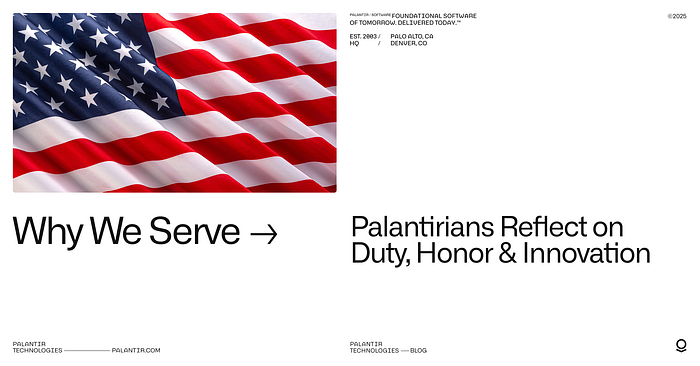 PALANTIR / SOFTWARE FOUNDATIONAL SOFTWARE
OF TOMORROW. DELIVERED TODAY.™
©2025
EST. 2003 / PALO ALTO, CA
HQ / DENVER, CO
Why We Serve →
Palantirians Reflect on
Duty, Honor & Innovation
PALANTIR
TECHNOLOGIES PALANTIR.COM
PALANTIR
TECHNOLOGIES — BLOG